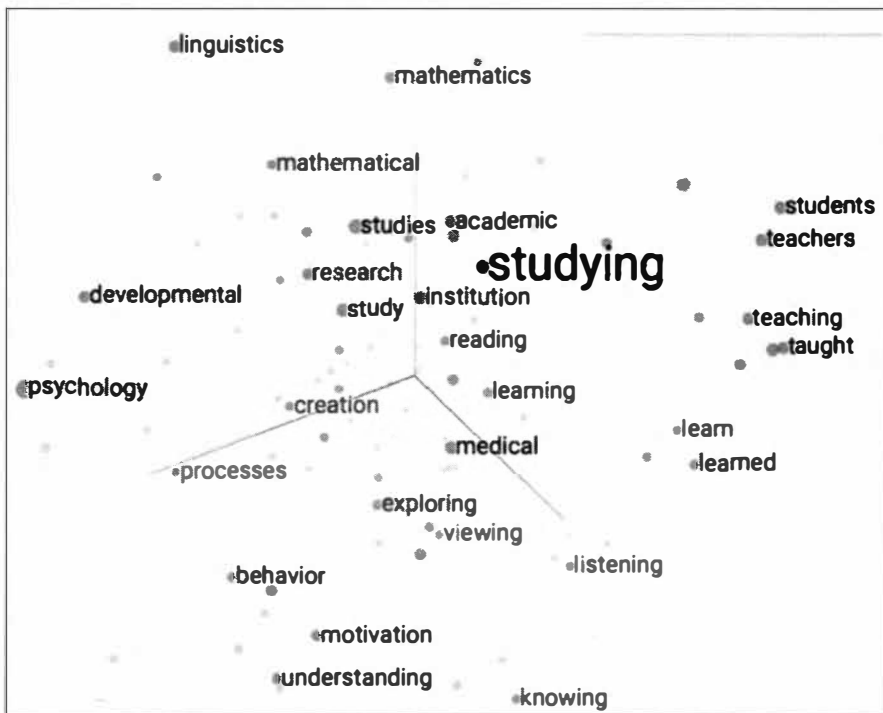 linguistics
mathematics
mathematical
students
studies
academic
teachers
studying
research
developmental
institution
study
teaching
reading
taught
psychology
learning
creation
learn
medical
learned
processes
exploring
viewing
listening
behavior
motivation
understanding
knowing